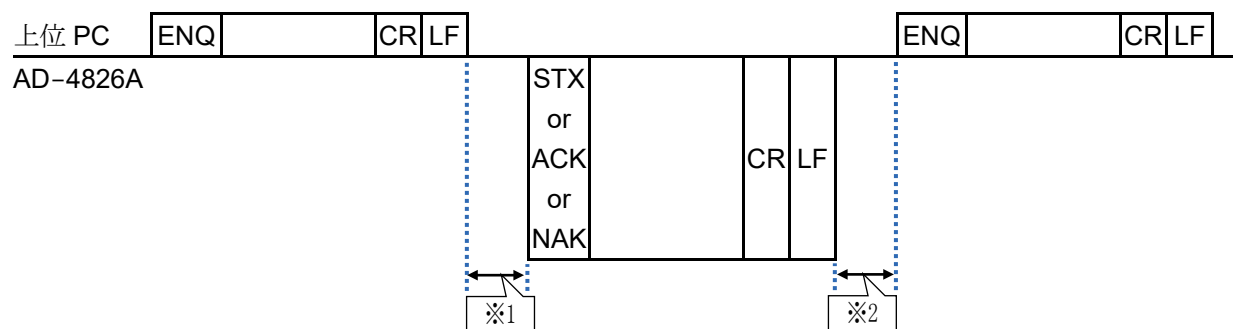 上位 PC ENQ CR LF ENQ CR LF
AD-4826A
STX
or
ACK CR LF
or
NAK
※1 ※2